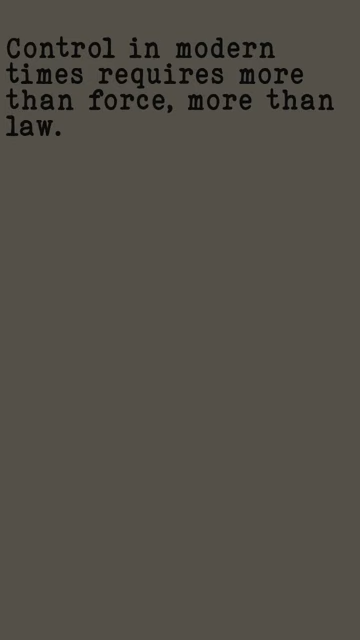 Control in modern
times requires more
than force, more than
law.